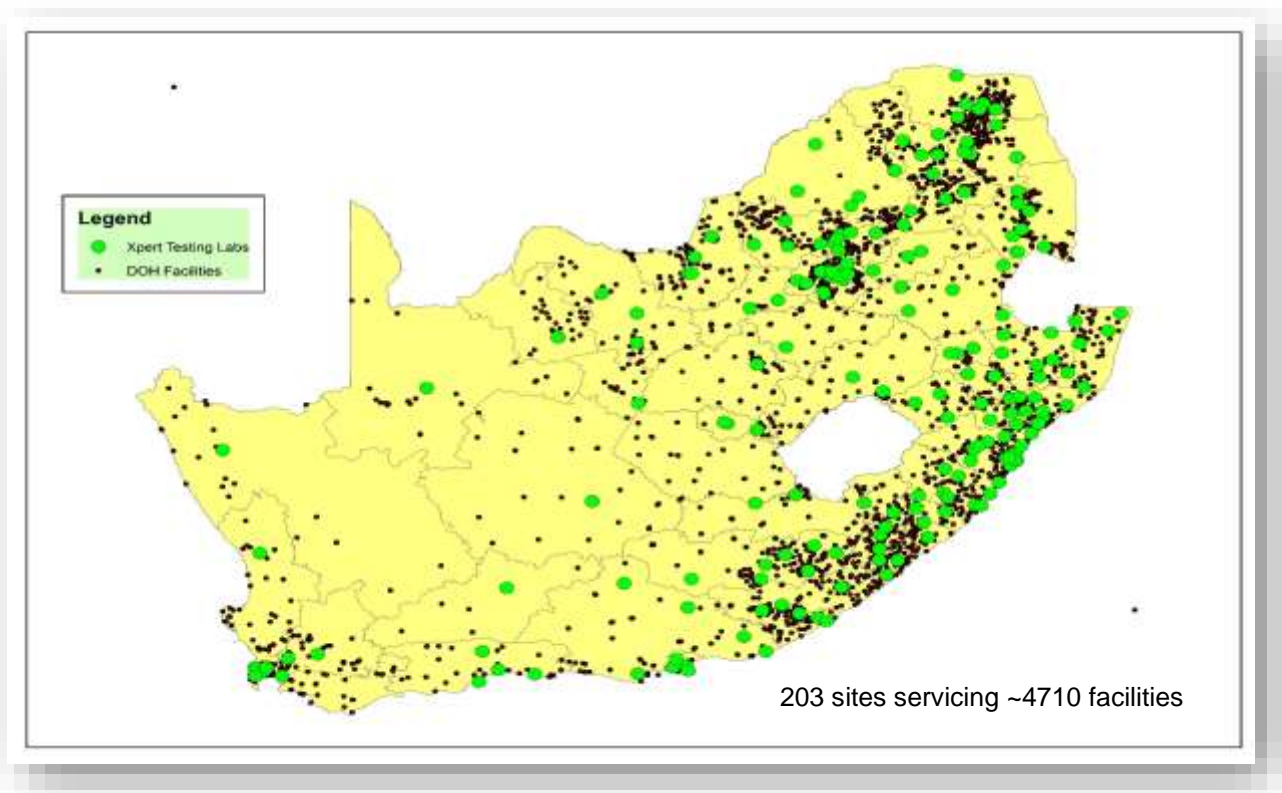 Legend
Xpert Testing Labs
DOH Facilities
203 sites servicing ~4710 facilities